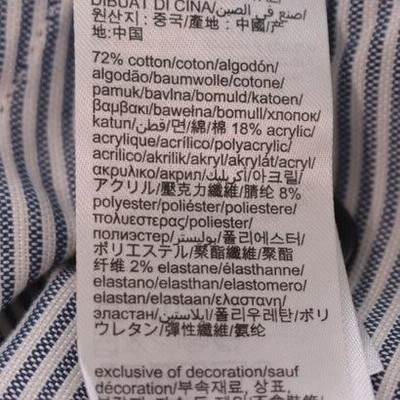 DIBUAT DI CINA/صنع في الصين/
원산지 : 중국/產地 : 中國/产
地:中国
72% cotton/coton/algodón/
algodão/baumwolle/cotone/
pamuk/bavlna/bomuld/katoen/
βαμβακι/bawełna/bomull/хлопок/
katun/قطن/면/綿/棉 18% acrylic/
acrylique/acrílico/polyacrylic/
acrilico/akrilik/akryl/akrylát/acryl/
ακρυλικο/акрил/أكريليك/아크릴/
アクリル/壓克力纖維/腈纶 8%
polyester/poliéster/poliestere/
πολυεστερας/poliester/
полиэстер/بوليستر/폴리에스터/
ポリエステル/聚酯纖維/聚酯
纤维 2% elastane/élasthanne/
elastano/elasthan/elastomero/
elastan/elastaan/ελαστανη/
эластан/ايلاستين/폴리우레탄/ポリ
ウレタン/彈性纖維/氨纶
exclusive of decoration/sauf
décoration/부속재료, 상표,